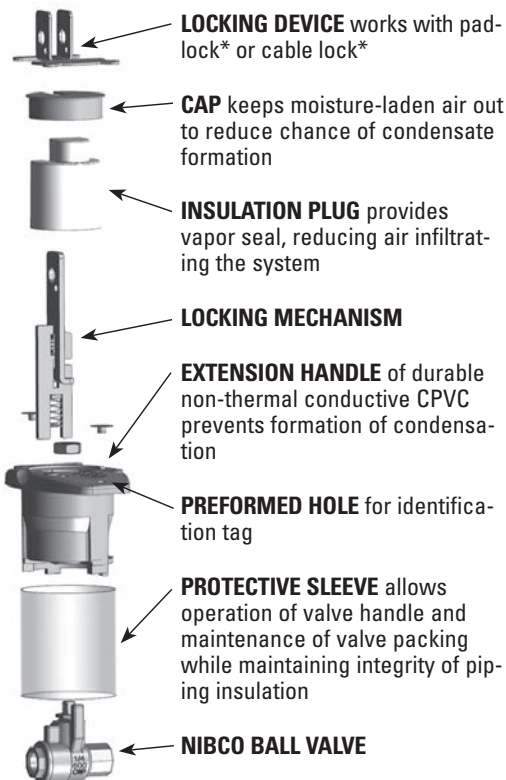 LOCKING DEVICE works with pad-
lock* or cable lock*
CAP keeps moisture-laden air out
to reduce chance of condensate
formation
INSULATION PLUG provides
vapor seal, reducing air infiltrat-
ing the system
LOCKING MECHANISM
EXTENSION HANDLE of durable
non-thermal conductive CPVC
prevents formation of condensa-
tion
PREFORMED HOLE for identifica-
tion tag
PROTECTIVE SLEEVE allows
operation of valve handle and
maintenance of valve packing
while maintaining integrity of pip-
ing insulation
NIBCO BALL VALVE